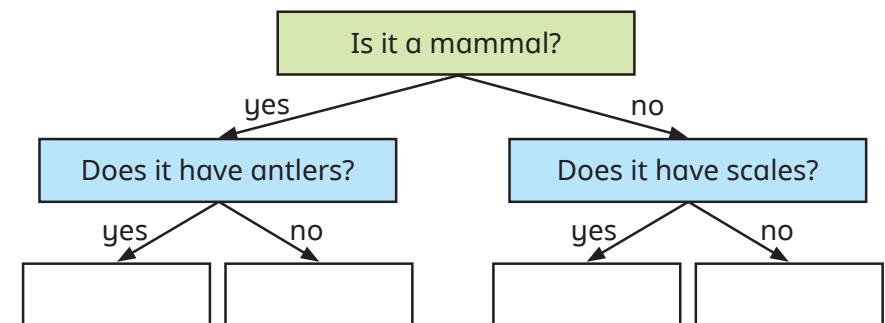 Is it a mammal?
yes
no
Does it have antlers?
Does it have scales?
yes
no
yes
no